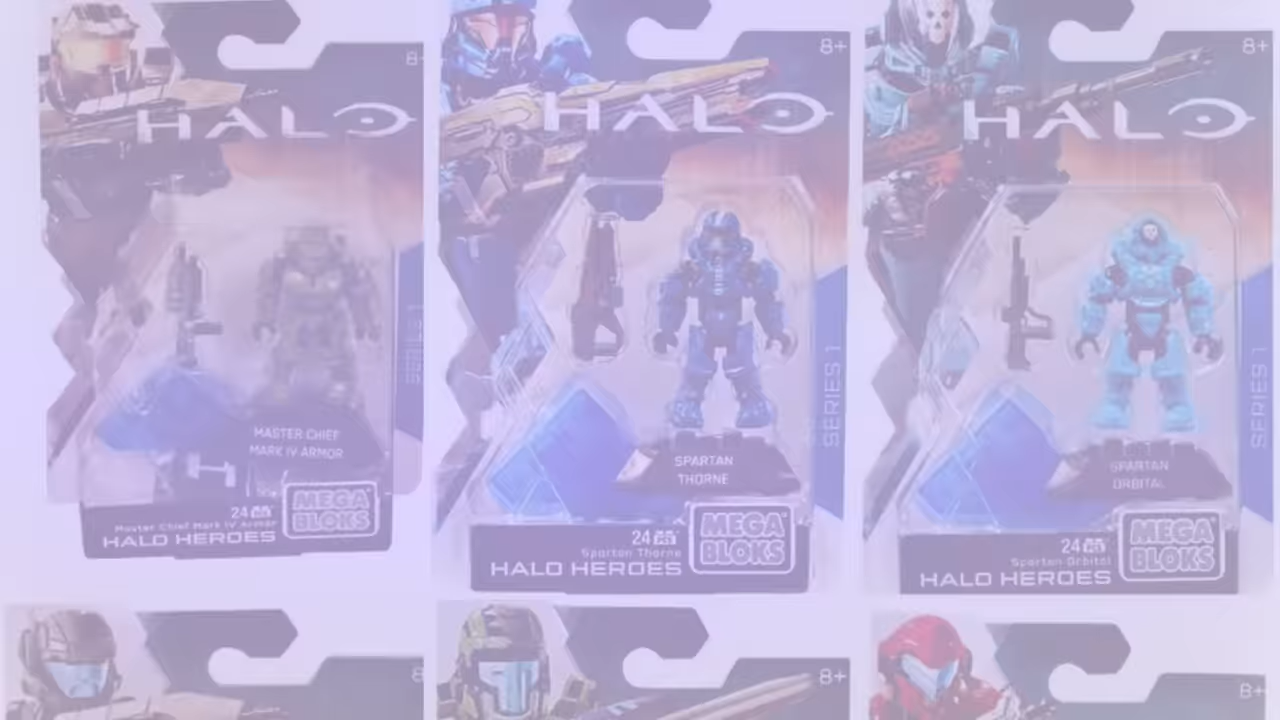 8+
HALO
MASTER CHIEF
MARK IV ARMOR
24
Master Chief Mark IV Armor
HALO HEROES
MEGA
BLOKS
8+
HALO
SERIES 1
SPARTAN
THORNE
24
Spartan Thorne
HALO HEROES
MEGA
BLOKS
8+
HALO
SERIES 1
SPARTAN
ORBITAL
24
Spartan Orbital
HALO HEROES
MEGA
BLOKS
8
8+
8+